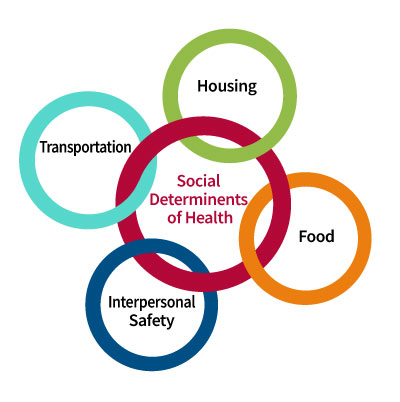 Housing
Transportation
Social
Determinents
of Health
Food
Interpersonal
Safety